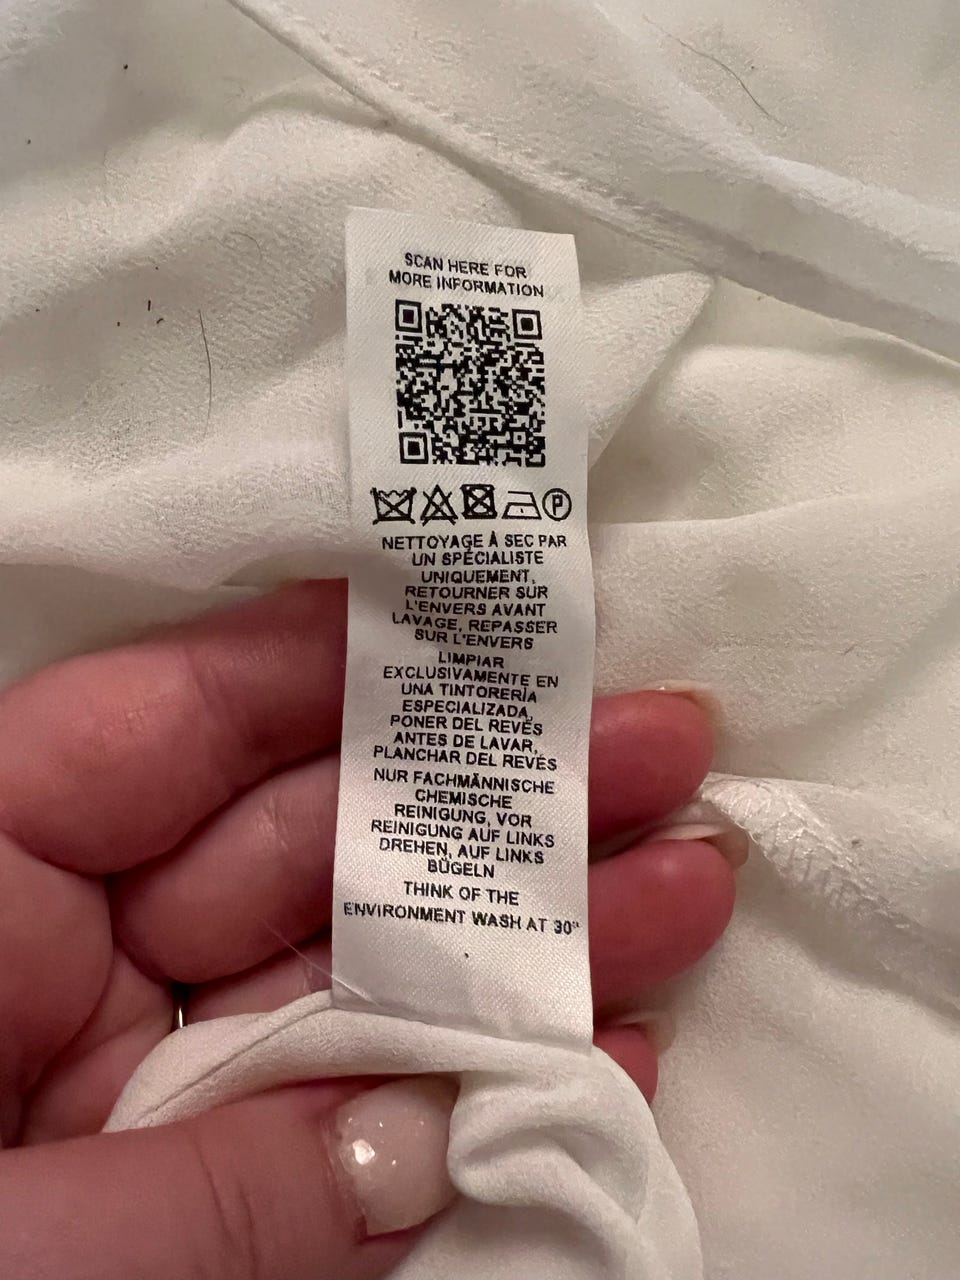 SCAN HERE FOR
MORE INFORMATION
P
NETTOYAGE À SEC PAR
UN SPÉCIALISTE
UNIQUEMENT,
RETOURNER SUR
L'ENVERS AVANT
LAVAGE, REPASSER
SUR L'ENVERS
LIMPIAR
EXCLUSIVAMENTE EN
UNA TINTORERÍA
ESPECIALIZADA,
PONER DEL REVÉS
ANTES DE LAVAR,
PLANCHAR DEL REVÉS
NUR FACHMÄNNISCHE
CHEMISCHE
REINIGUNG, VOR
REINIGUNG AUF LINKS
DREHEN, AUF LINKS
BÜGELN
THINK OF THE
ENVIRONMENT WASH AT 30°